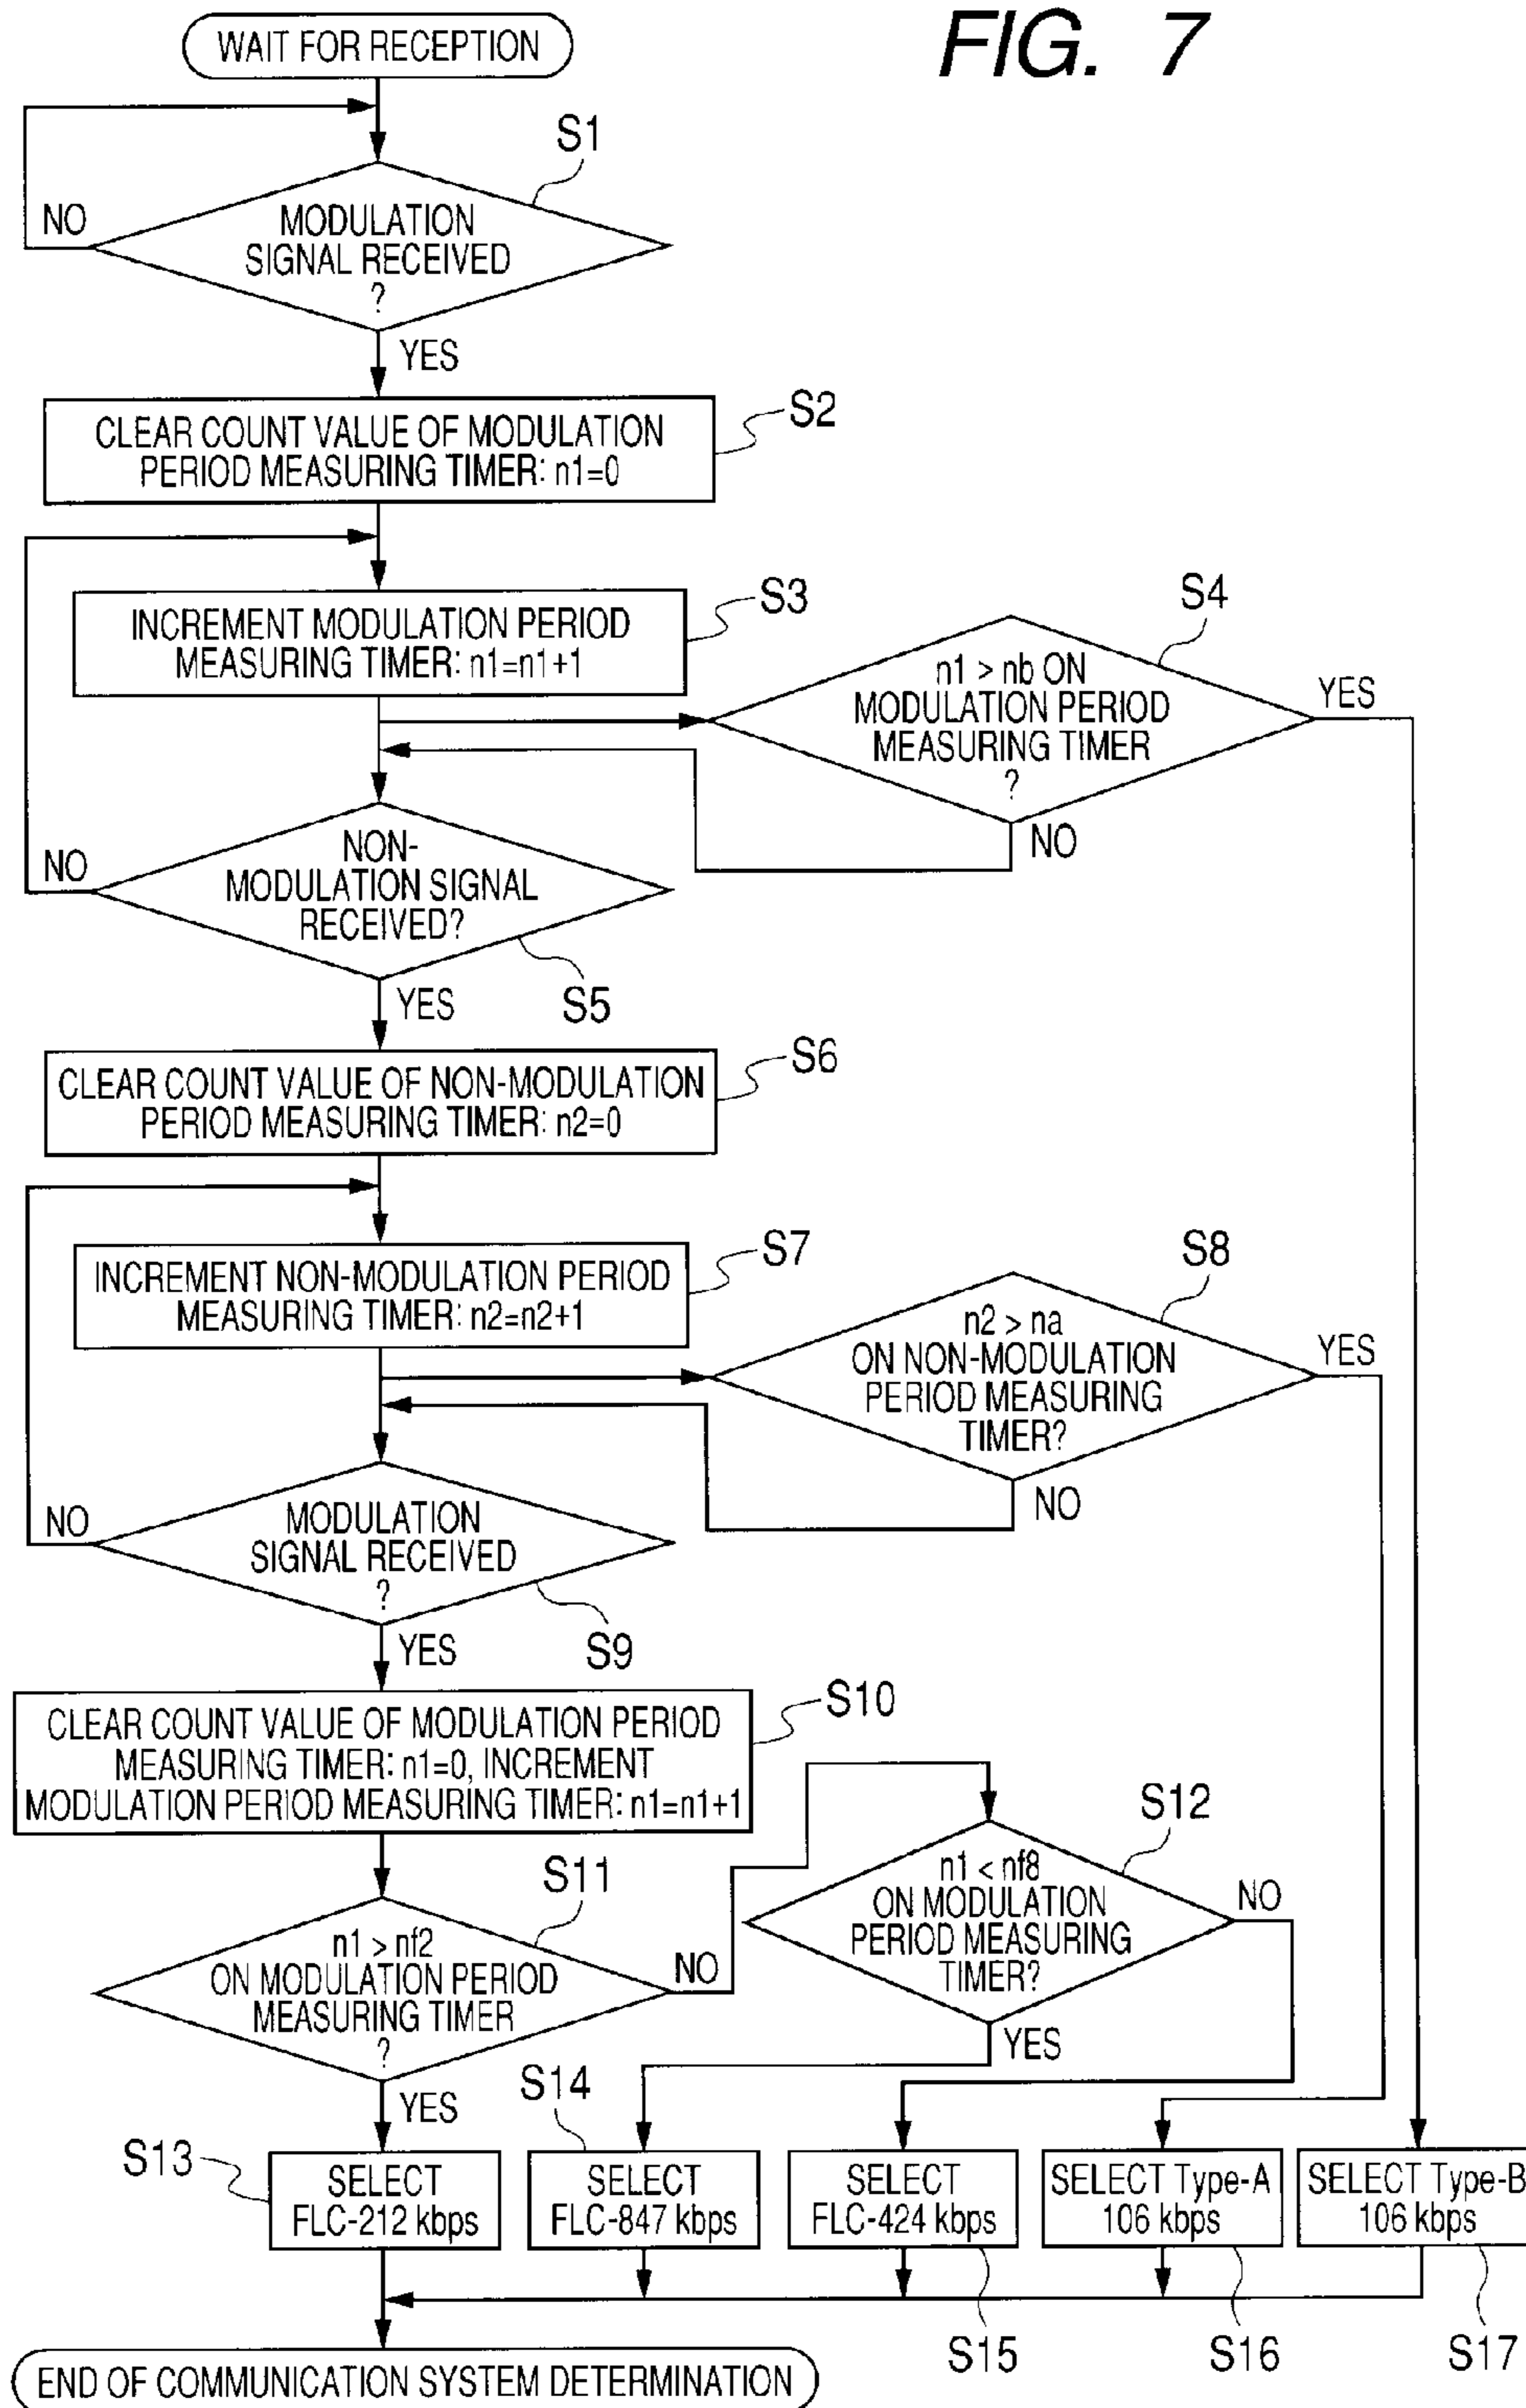 FIG. 7
WAIT FOR RECEPTION
S1
NO
MODULATION
SIGNAL RECEIVED
?
YES
S2
CLEAR COUNT VALUE OF MODULATION
PERIOD MEASURING TIMER: n1=0
S3
INCREMENT MODULATION PERIOD
MEASURING TIMER: n1=n1+1
S4
n1 > nb ON
MODULATION PERIOD
MEASURING TIMER
?
YES
NO
NO
NON-
MODULATION SIGNAL
RECEIVED?
YES
S5
S6
CLEAR COUNT VALUE OF NON-MODULATION
PERIOD MEASURING TIMER: n2=0
S7
INCREMENT NON-MODULATION PERIOD
MEASURING TIMER: n2=n2+1
S8
n2 > na
ON NON-MODULATION
PERIOD MEASURING
TIMER?
YES
NO
NO
MODULATION
SIGNAL RECEIVED
?
YES
S9
S10
CLEAR COUNT VALUE OF MODULATION PERIOD
MEASURING TIMER: n1=0, INCREMENT
MODULATION PERIOD MEASURING TIMER: n1=n1+1
S11
n1 > nf2
ON MODULATION PERIOD
MEASURING TIMER
?
NO
YES
S12
n1 < nf8
ON MODULATION
PERIOD MEASURING
TIMER?
NO
YES
S13
SELECT
FLC-212 kbps
S14
SELECT
FLC-847 kbps
SELECT
FLC-424 kbps
SELECT Type-A
106 kbps
SELECT Type-B
106 kbps
S15
S16
S17
END OF COMMUNICATION SYSTEM DETERMINATION